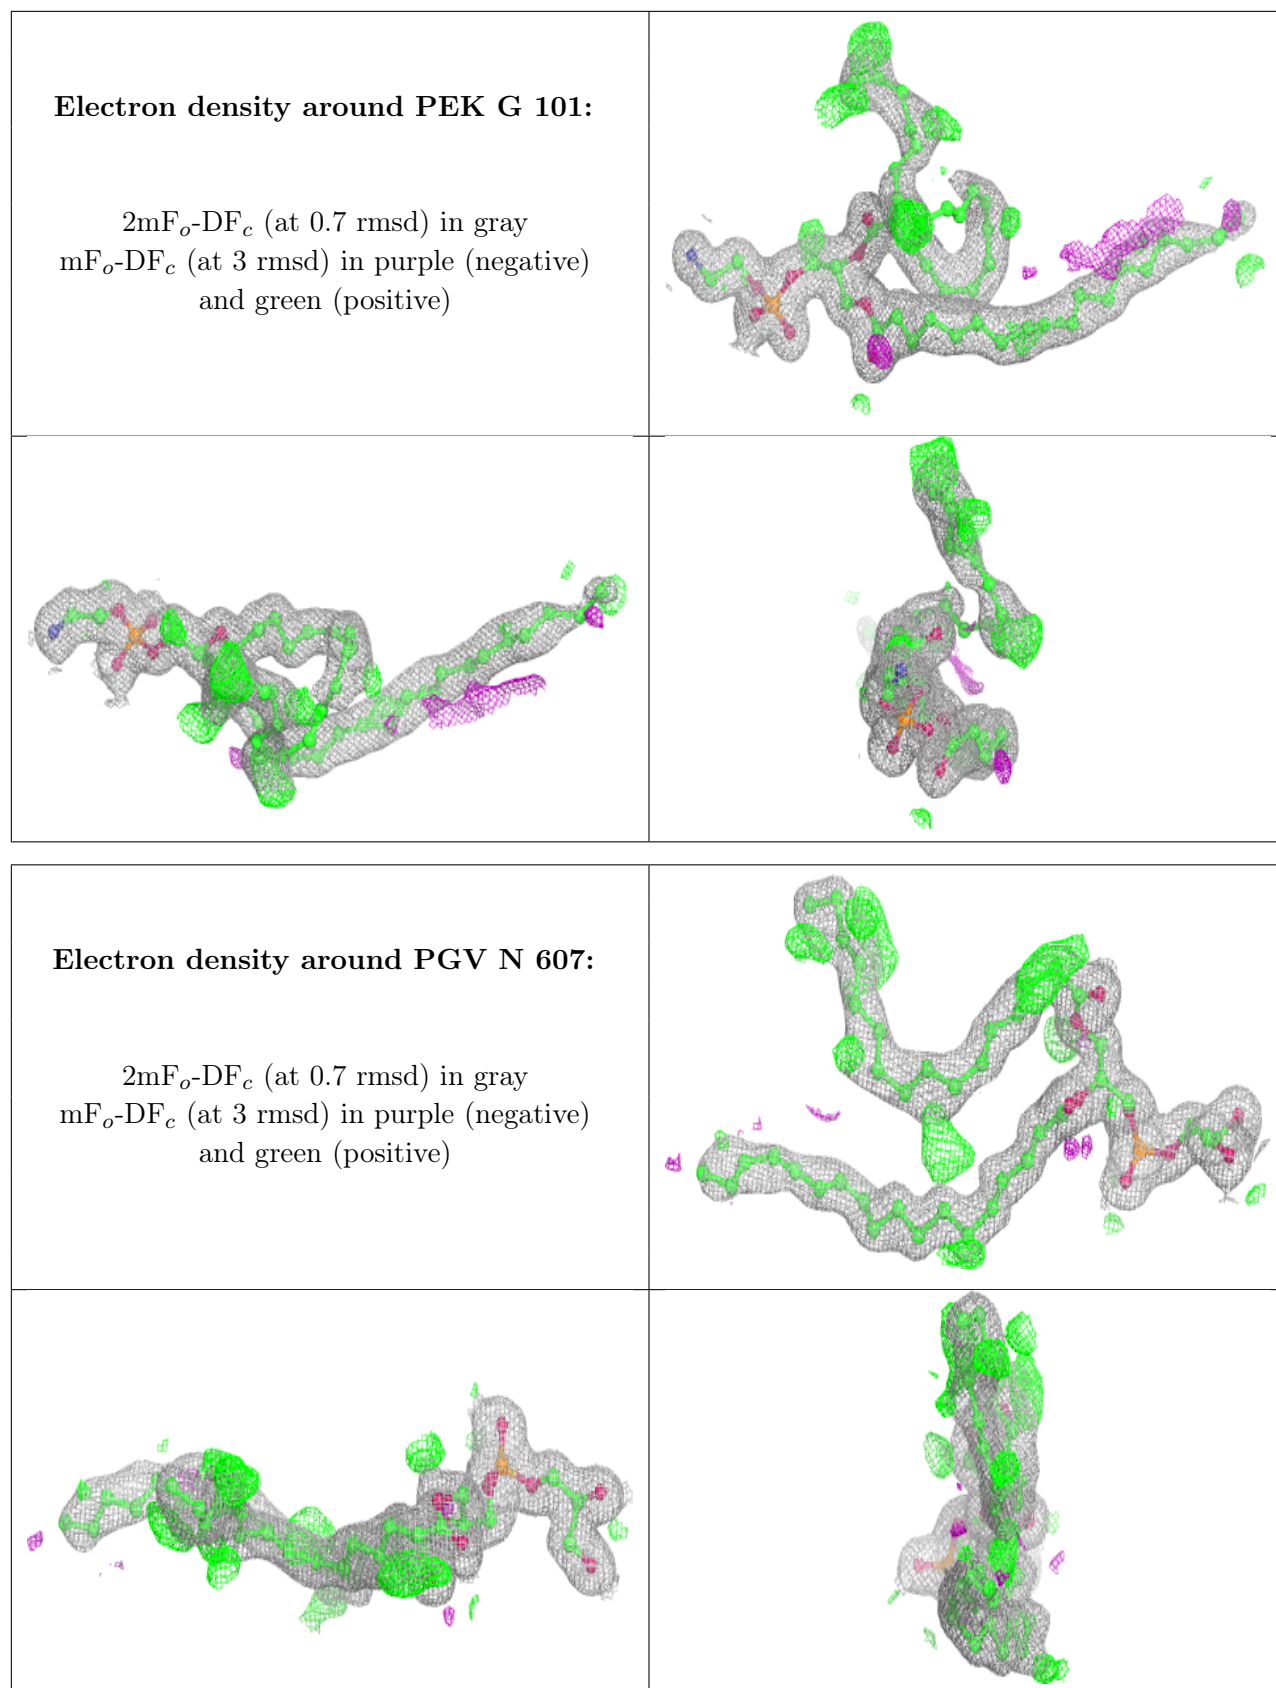 Electron density around PEK G 101:
2mFₒ-DF𝒸 (at 0.7 rmsd) in gray
mFₒ-DF𝒸 (at 3 rmsd) in purple (negative)
and green (positive)
Electron density around PGV N 607:
2mFₒ-DF𝒸 (at 0.7 rmsd) in gray
mFₒ-DF𝒸 (at 3 rmsd) in purple (negative)
and green (positive)